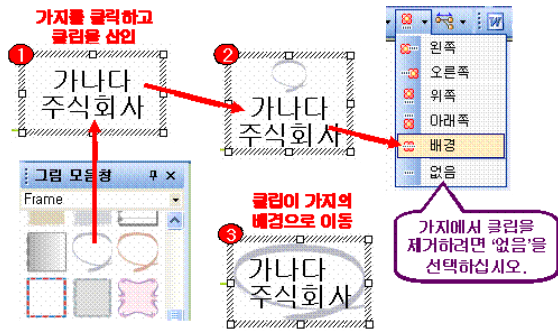 가지를 클릭하고
클립을 삽입
1
가나다
주식회사
2
가나다
주식회사
왼쪽
오른쪽
위쪽
아래쪽
배경
없음
그림 모음창
Frame
클립이 가지의
배경으로 이동
3
가나다
주식회사
가지에서 클립을
제거하려면 '없음'을
선택하십시오.